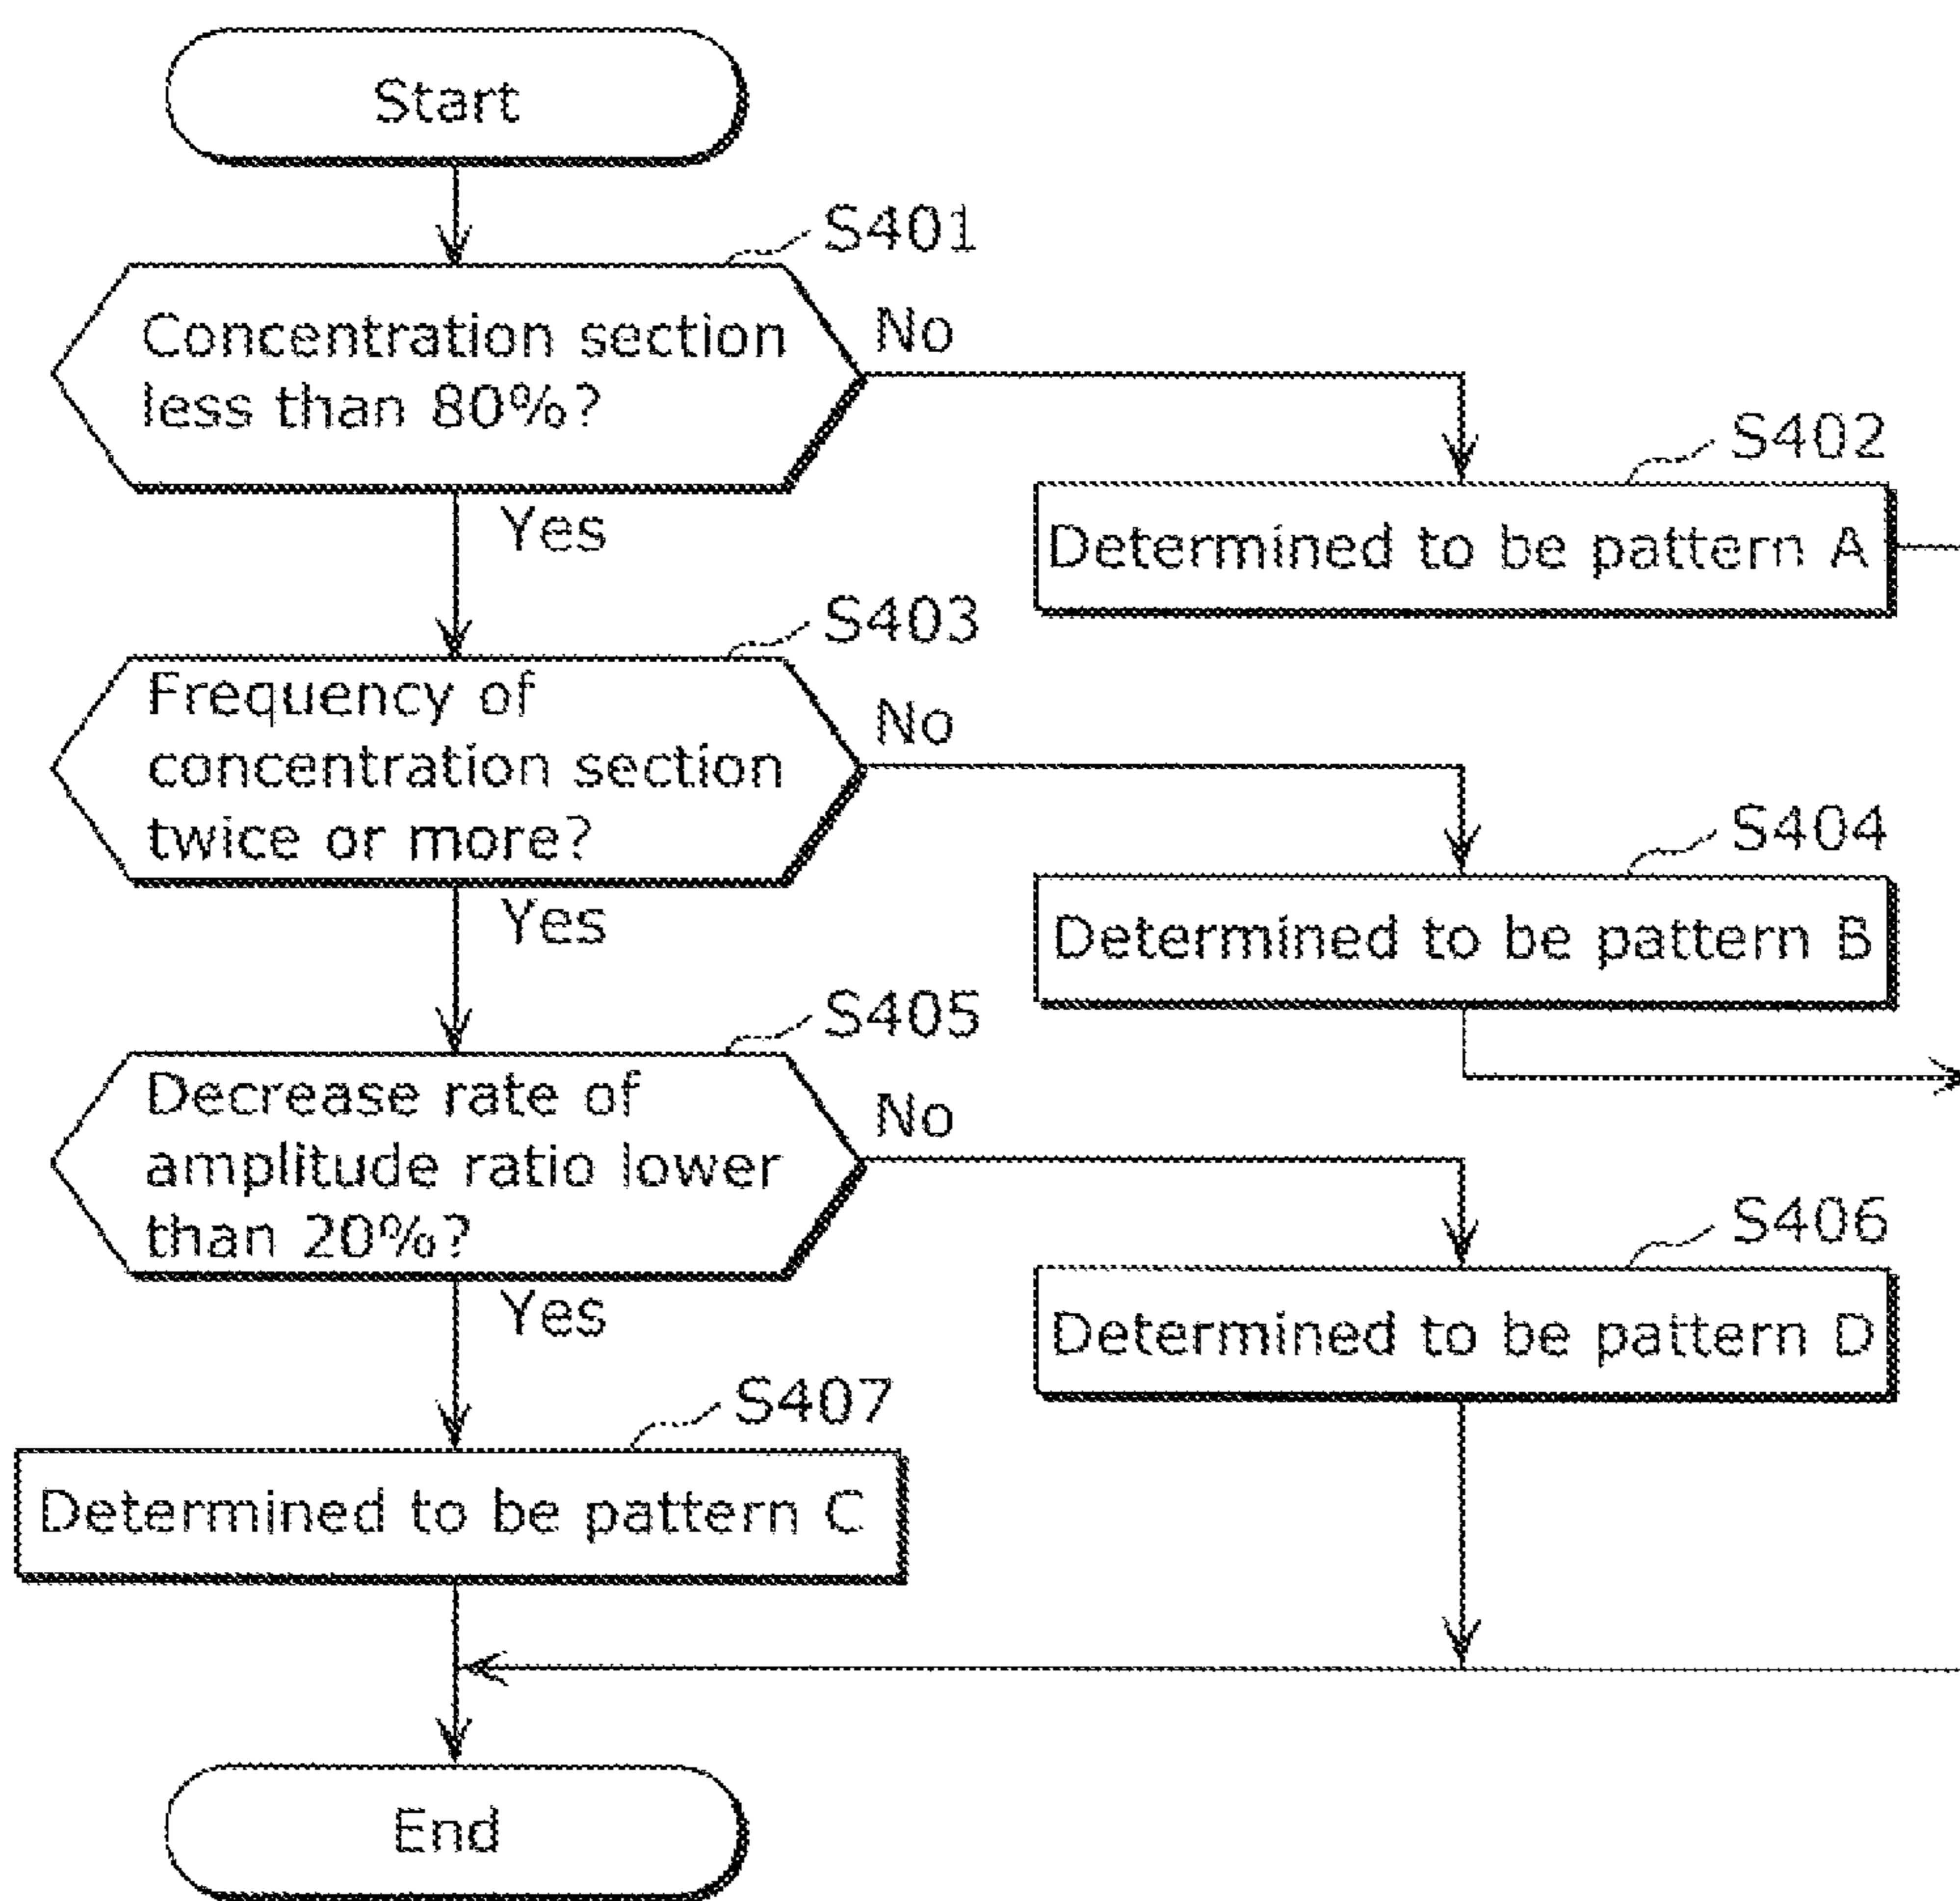 Start
S401
Concentration section
less than 80%?
No
Yes
S402
Determined to be pattern A
S403
Frequency of
concentration section
twice or more?
No
Yes
S404
Determined to be pattern B
S405
Decrease rate of
amplitude ratio lower
than 20%?
No
Yes
S406
Determined to be pattern D
S407
Determined to be pattern C
End